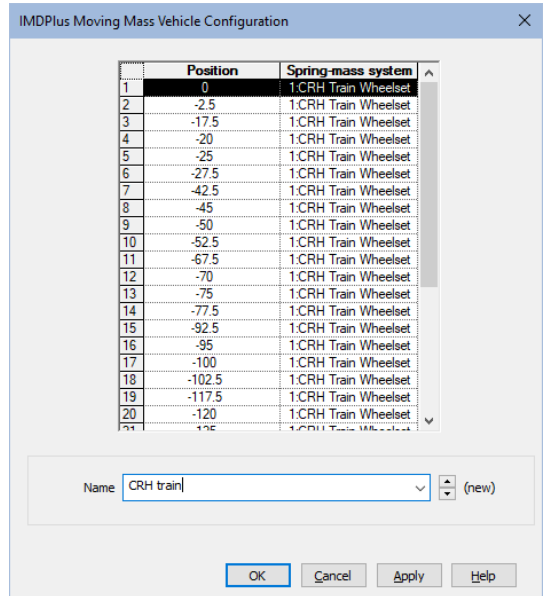 IMDPlus Moving Mass Vehicle Configuration
Position Spring-mass system
1 0 1:CRH Train Wheelset
2 -2.5 1:CRH Train Wheelset
3 -17.5 1:CRH Train Wheelset
4 -20 1:CRH Train Wheelset
5 -25 1:CRH Train Wheelset
6 -27.5 1:CRH Train Wheelset
7 -42.5 1:CRH Train Wheelset
8 -45 1:CRH Train Wheelset
9 -50 1:CRH Train Wheelset
10 -52.5 1:CRH Train Wheelset
11 -67.5 1:CRH Train Wheelset
12 -70 1:CRH Train Wheelset
13 -75 1:CRH Train Wheelset
14 -77.5 1:CRH Train Wheelset
15 -92.5 1:CRH Train Wheelset
16 -95 1:CRH Train Wheelset
17 -100 1:CRH Train Wheelset
18 -102.5 1:CRH Train Wheelset
19 -117.5 1:CRH Train Wheelset
20 -120 1:CRH Train Wheelset
21 -125 1:CRH Train Wheelset
Name CRH train (new)
OK Cancel Apply Help